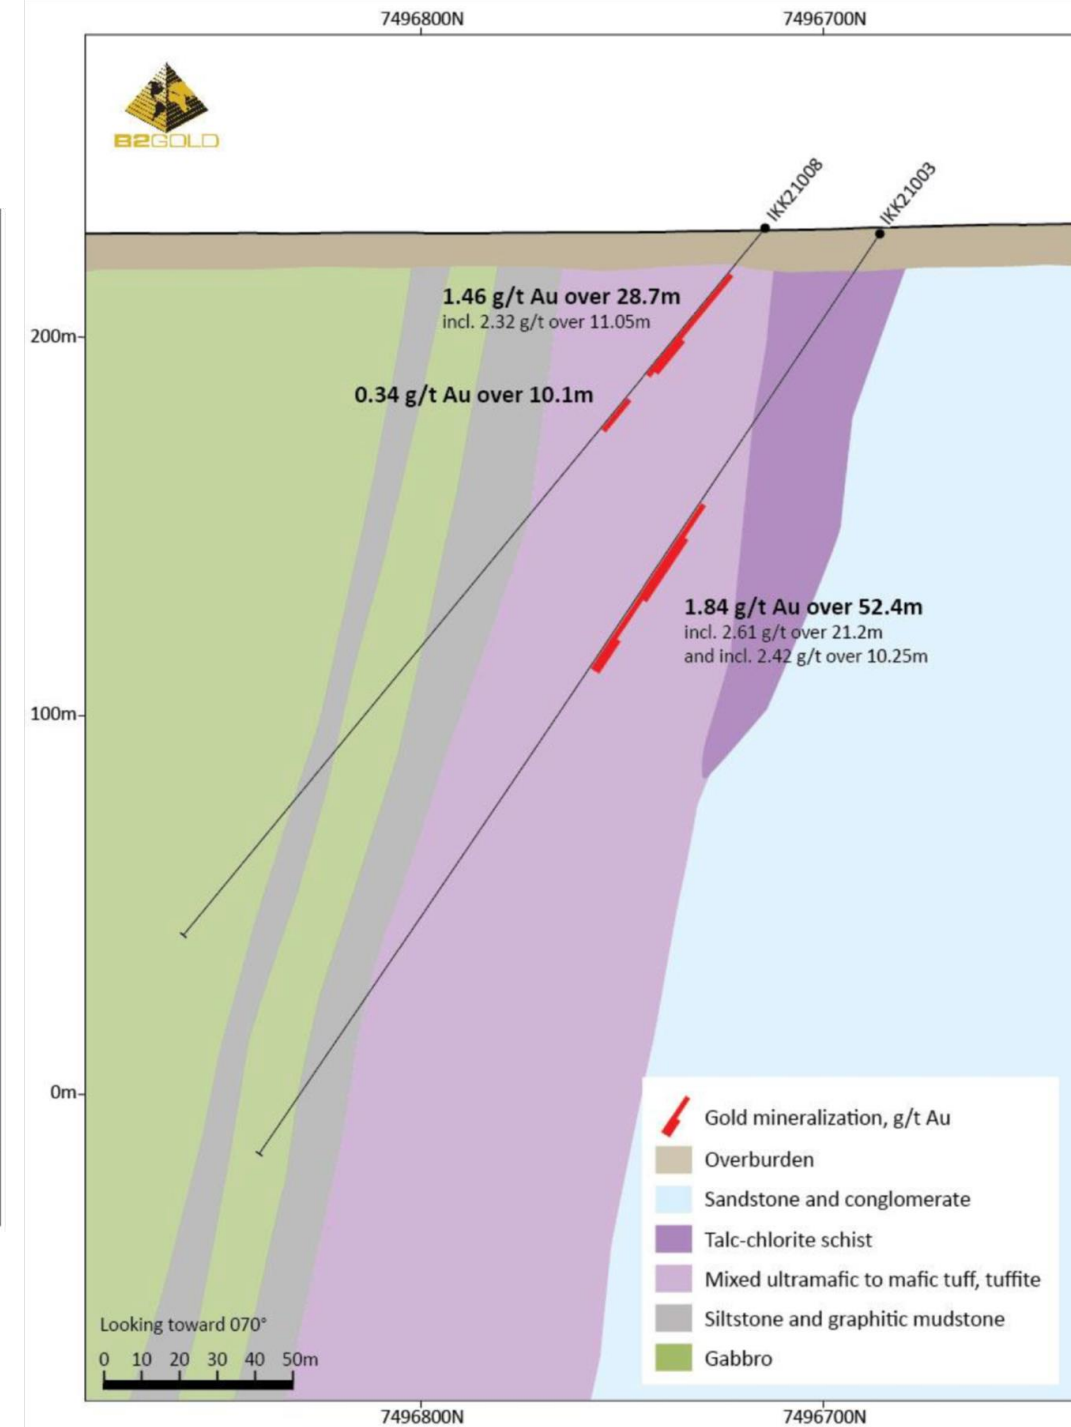 7496800N 7496700N
B2GOLD
IKK21008
IKK21003
1.46 g/t Au over 28.7m
incl. 2.32 g/t over 11.05m
200m
0.34 g/t Au over 10.1m
1.84 g/t Au over 52.4m
incl. 2.61 g/t over 21.2m
and incl. 2.42 g/t over 10.25m
100m
0m
Gold mineralization, g/t Au
Overburden
Sandstone and conglomerate
Talc-chlorite schist
Mixed ultramafic to mafic tuff, tuffite
Siltstone and graphitic mudstone
Gabbro
Looking toward 070°
0 10 20 30 40 50m
7496800N 7496700N